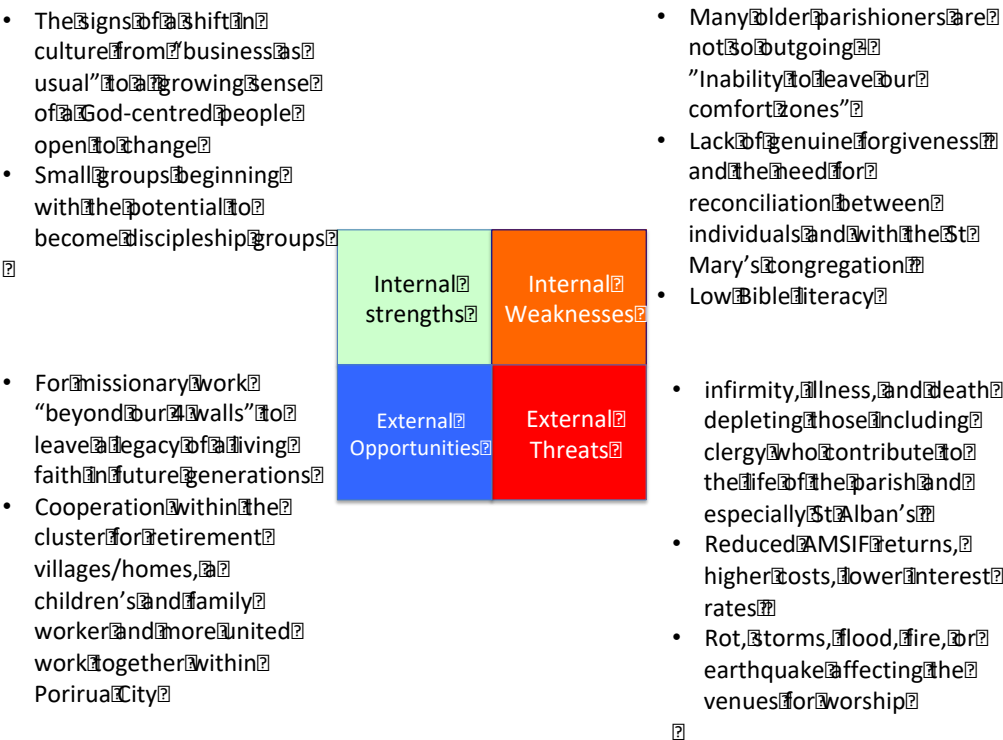 • The signs of a shift in
culture from “business as
usual” to a growing sense
of a God-centred people
open to change
• Small groups beginning
with the potential to
become discipleship groups
• Many older parishioners are
not so outgoing -
”Inability to leave our
comfort zones”
• Lack of genuine forgiveness
and the need for
reconciliation between
individuals and with the St
Mary’s congregation
• Low Bible literacy
Internal
strengths
Internal
Weaknesses
External
Opportunities
External
Threats
• For missionary work
“beyond our 4 walls” to
leave a legacy of a living
faith in future generations
• Cooperation within the
cluster for retirement
villages/homes, a
children’s and family
worker and more united
work together within
Porirua City
• infirmity, illness, and death
depleting those including
clergy who contribute to
the life of the parish and
especially St Alban’s
• Reduced AMSIF returns,
higher costs, lower interest
rates
• Rot, storms, flood, fire, or
earthquake affecting the
venues for worship